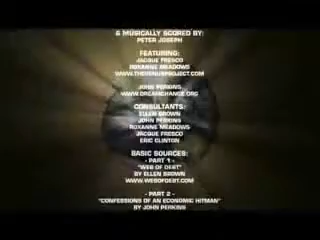 & MUSICALLY SCORED BY:
PETER JOSEPH
FEATURING:
JACQUE FRESCO
ROXANNE MEADOWS
WWW.THEVENUSPROJECT.COM
JOHN PERKINS
WWW.DREAMCHANGE.ORG
CONSULTANTS:
ELLEN BROWN
JOHN PERKINS
ROXANNE MEADOWS
JACQUE FRESCO
ERIC CLINTON
BASIC SOURCES:
- PART 1 -
"WEB OF DEBT"
BY ELLEN BROWN
WWW.WEBOFDEBT.COM
- PART 2 -
"CONFESSIONS OF AN ECONOMIC HITMAN"
BY JOHN PERKINS